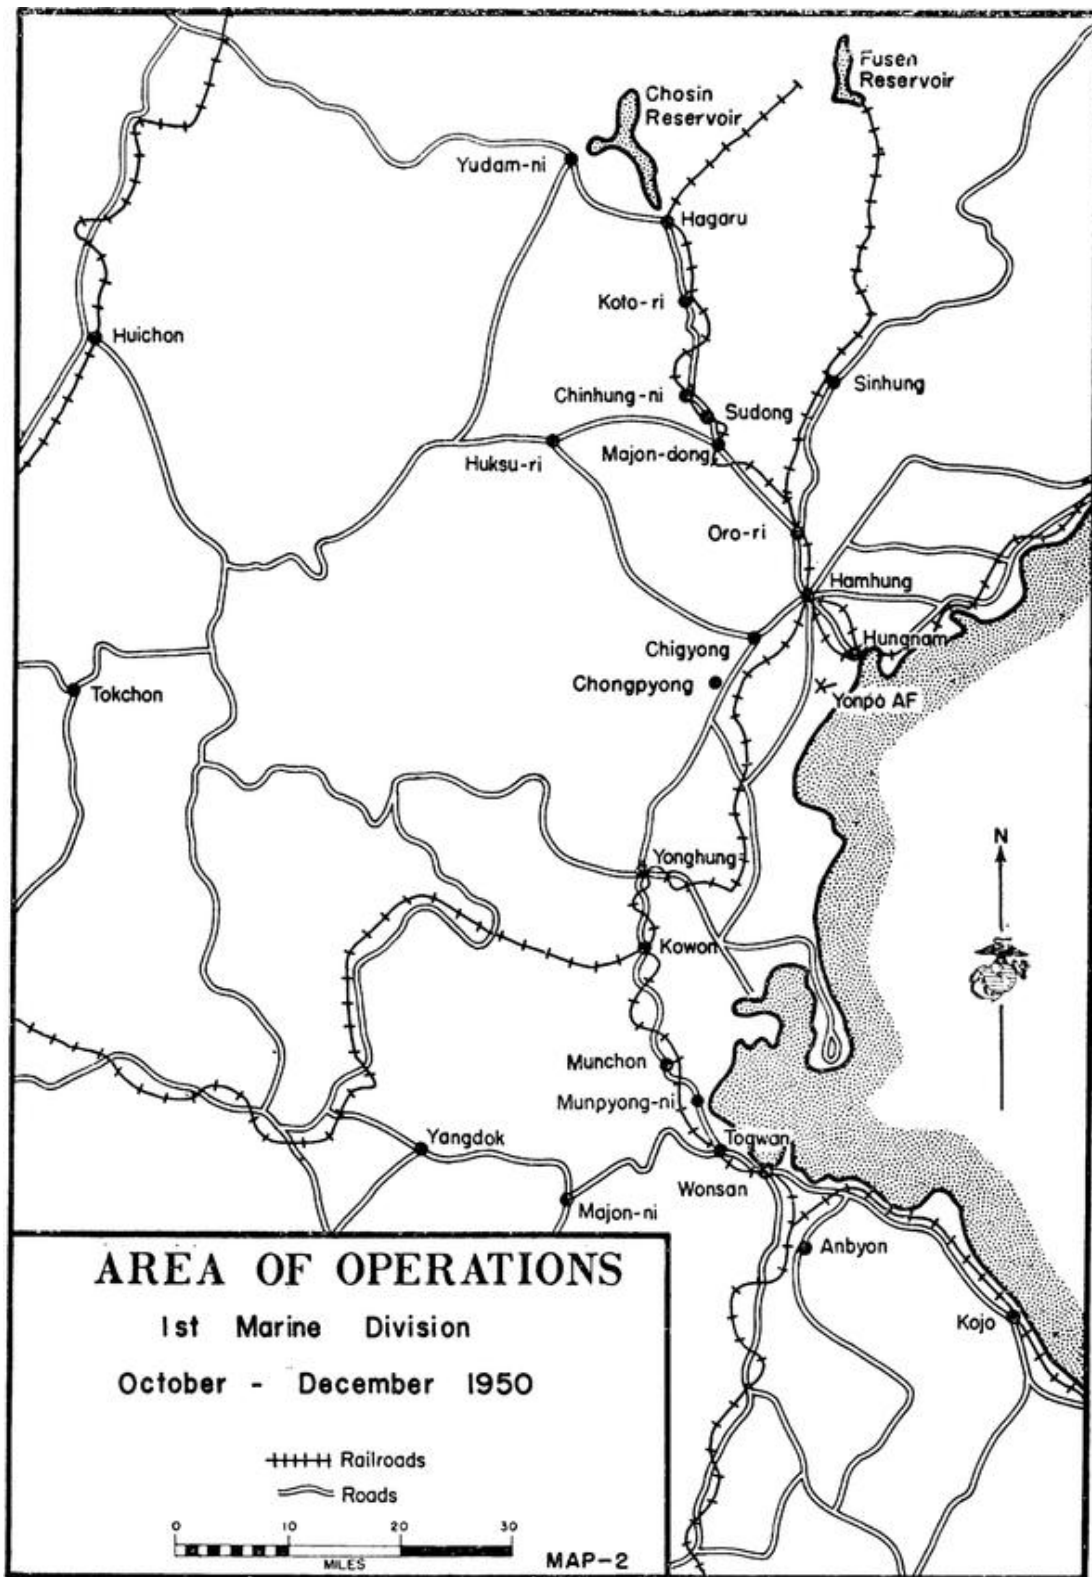 Fusen
Reservoir
Chosin
Reservoir
Yudam-ni
Hagaru
Koto-ri
Huichon
Sinhung
Chinhung-ni
Sudong
Majon-dong
Huksu-ri
Oro-ri
Hamhung
Hungnam
Chigyong
Chongpyong
Tokchon
Yonpo AF
N
Yonghung
Kowon
Munchon
Munpyong-ni
Yangdok
Toqwan
Wonsan
Majon-ni
Anbyon
Kojo
AREA OF OPERATIONS
1st Marine Division
October - December 1950
Railroads
Roads
0 10 20 30
MILES
MAP-2